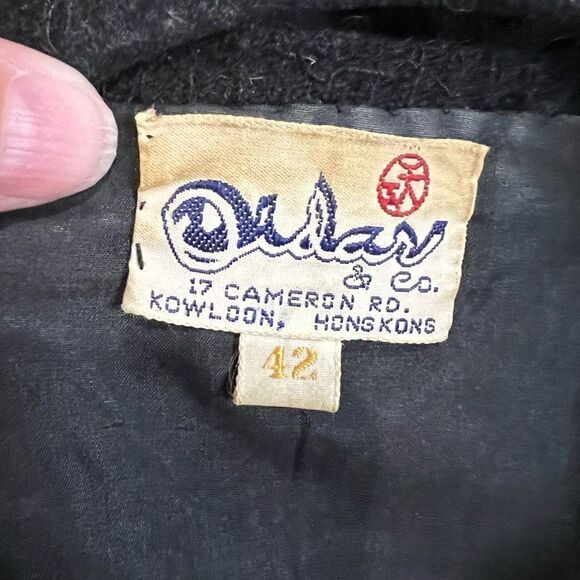 & Co.
17 CAMERON RD.
KOWLOON, HONGKONG
42